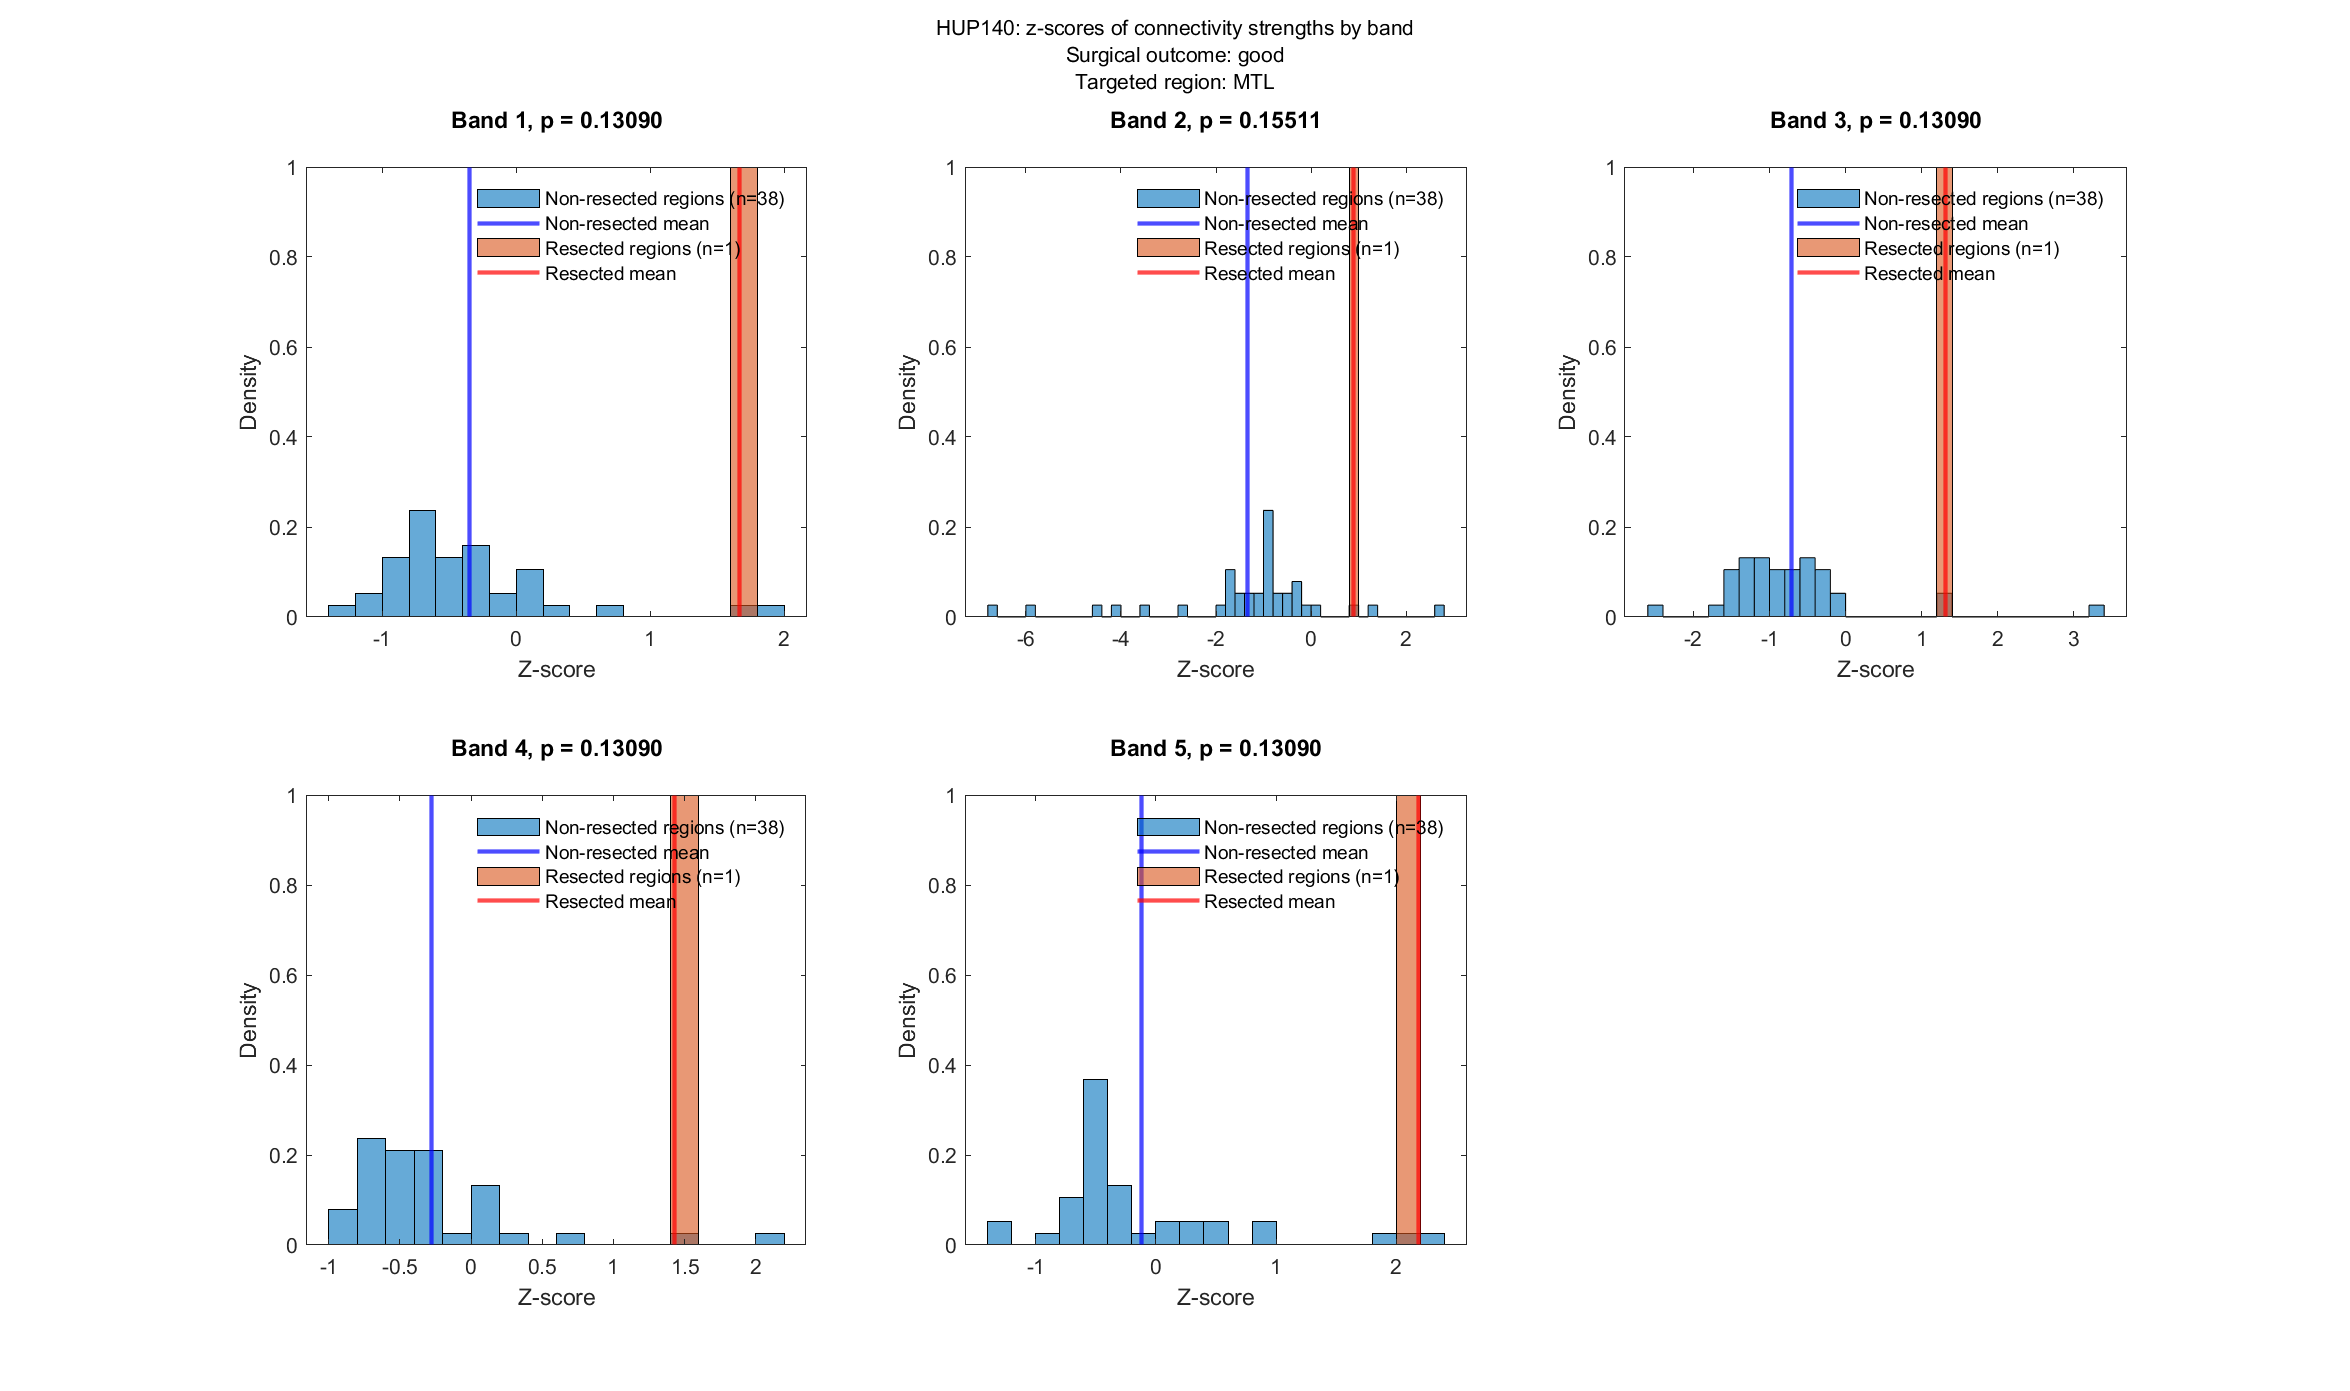 HUP140: z-scores of connectivity strengths by band
Surgical outcome: good
Targeted region: MTL
Band 1, p = 0.13090
1
0.8
0.6
0.4
0.2
0
Density
Non-resected regions (n=38)
Non-resected mean
Resected regions (n=1)
Resected mean
-1 0 1 2
Z-score
Band 2, p = 0.15511
1
0.8
0.6
0.4
0.2
0
Density
Non-resected regions (n=38)
Non-resected mean
Resected regions (n=1)
Resected mean
-6 -4 -2 0 2
Z-score
Band 3, p = 0.13090
1
0.8
0.6
0.4
0.2
0
Density
Non-resected regions (n=38)
Non-resected mean
Resected regions (n=1)
Resected mean
-2 -1 0 1 2 3
Z-score
Band 4, p = 0.13090
1
0.8
0.6
0.4
0.2
0
Density
Non-resected regions (n=38)
Non-resected mean
Resected regions (n=1)
Resected mean
-1 -0.5 0 0.5 1 1.5 2
Z-score
Band 5, p = 0.13090
1
0.8
0.6
0.4
0.2
0
Density
Non-resected regions (n=38)
Non-resected mean
Resected regions (n=1)
Resected mean
-1 0 1 2
Z-score